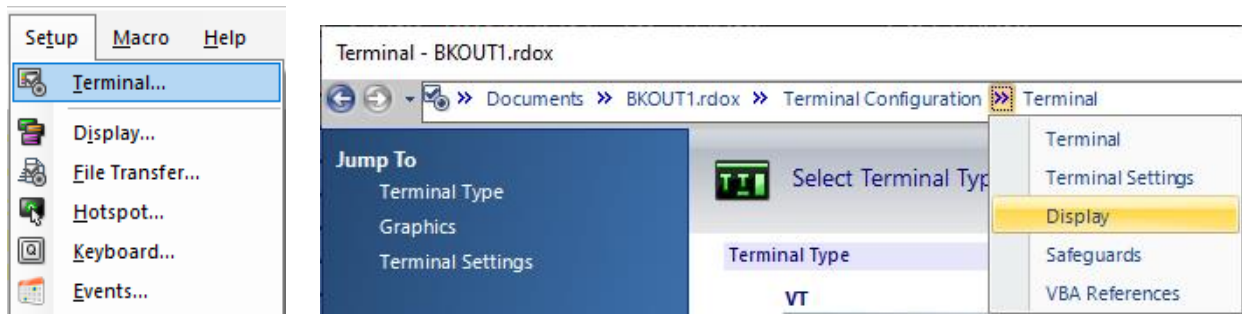 Setup Macro Help
Terminal...
Display...
File Transfer...
Hotspot...
Keyboard...
Events...
Terminal - BKOUT1.rdox
Documents » BKOUT1.rdox » Terminal Configuration » Terminal
Jump To
Terminal Type
Graphics
Terminal Settings
Select Terminal Typ
Terminal Type
VT
Terminal
Terminal Settings
Display
Safeguards
VBA References